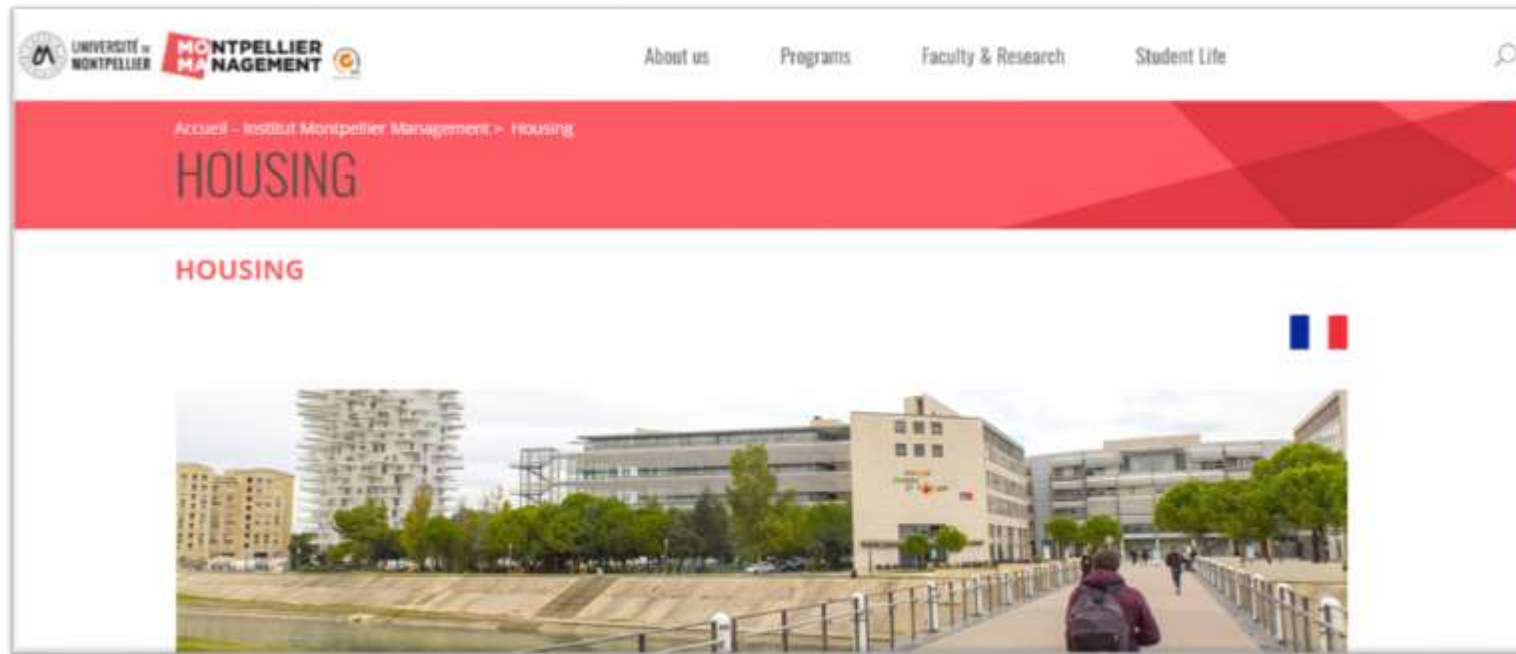 UNIVERSITÉ DE
MONTPELLIER
MONTPELLIER
MANAGEMENT
About us
Programs
Faculty & Research
Student Life
Accueil – Institut Montpellier Management > Housing
HOUSING
HOUSING